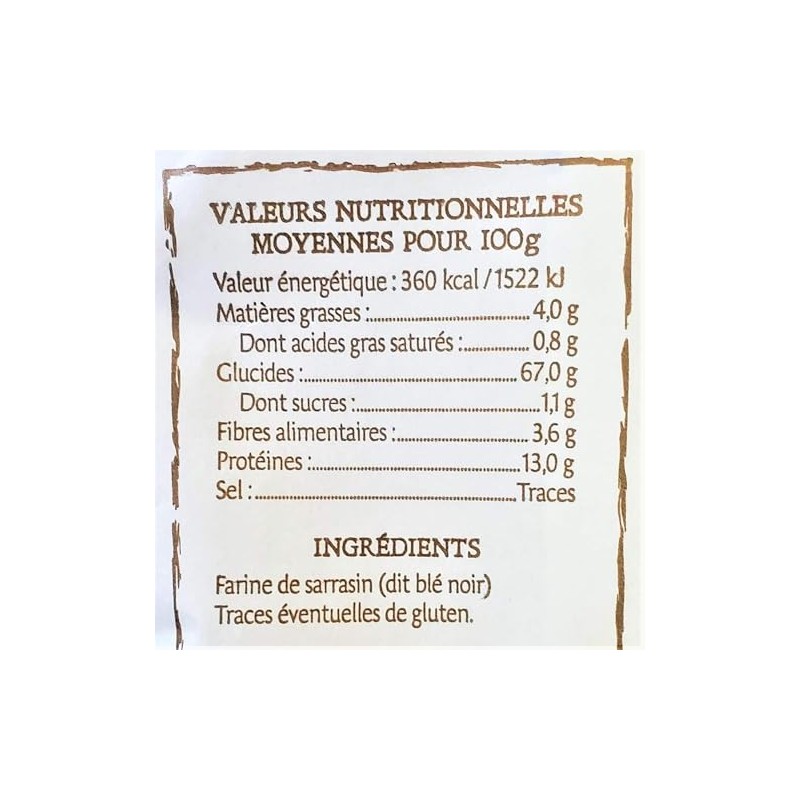 VALEURS NUTRITIONNELLES
MOYENNES POUR 100g
Valeur énergétique : 360 kcal / 1522 kJ
Matières grasses :.......................... 4,0 g
Dont acides gras saturés :........... 0,8 g
Glucides :................................... 67,0 g
Dont sucres :..............................1,1 g
Fibres alimentaires :..................... 3,6 g
Protéines :..................................13,0 g
Sel :..........................................Traces
INGRÉDIENTS
Farine de sarrasin (dit blé noir)
Traces éventuelles de gluten.